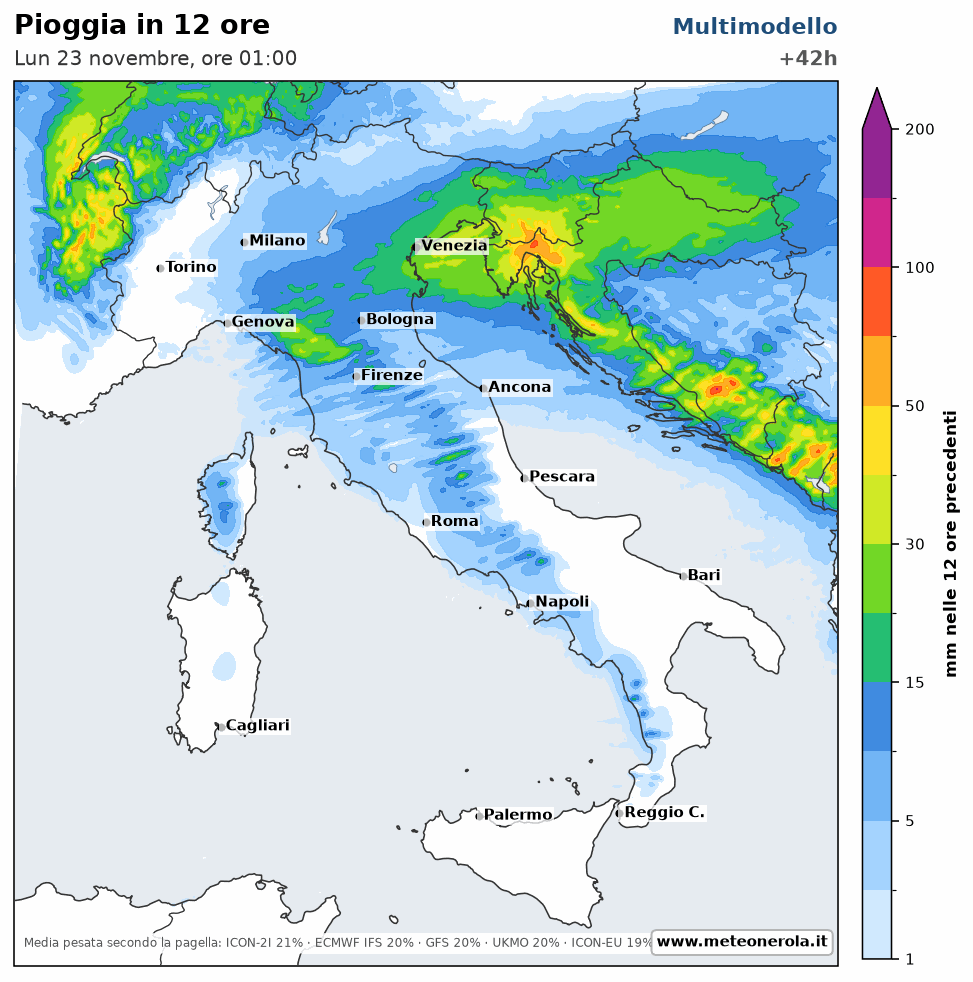 Pioggia in 12 ore
Multimodello
Lun 23 novembre, ore 01:00
+42h
200
100
50
30
15
5
1
mm nelle 12 ore precedenti
Milano
Venezia
Torino
Genova
Bologna
Firenze
Ancona
Pescara
Roma
Bari
Napoli
Cagliari
Palermo
Reggio C.
Media pesata secondo la pagella: ICON-2I 21% · ECMWF IFS 20% · GFS 20% · UKMO 20% · ICON-EU 19%
www.meteonerola.it